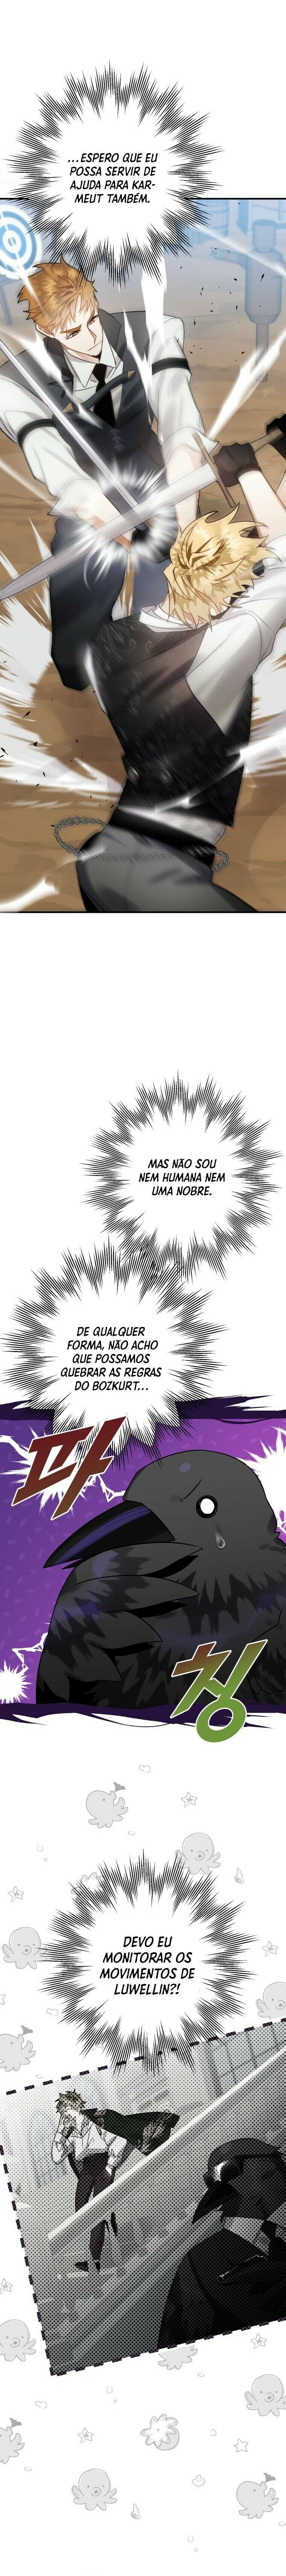 ...ESPERO QUE EU
POSSA SERVIR DE
AJUDA PARA KAR-
MEUT TAMBÉM.
MAS NÃO SOU
NEM HUMANA NEM
UMA NOBRE.
DE QUALQUER
FORMA, NÃO ACHO
QUE POSSAMOS
QUEBRAR AS REGRAS
DO BOZKURT...
파
칭
DEVO EU
MONITORAR OS
MOVIMENTOS DE
LUWELLIN?!